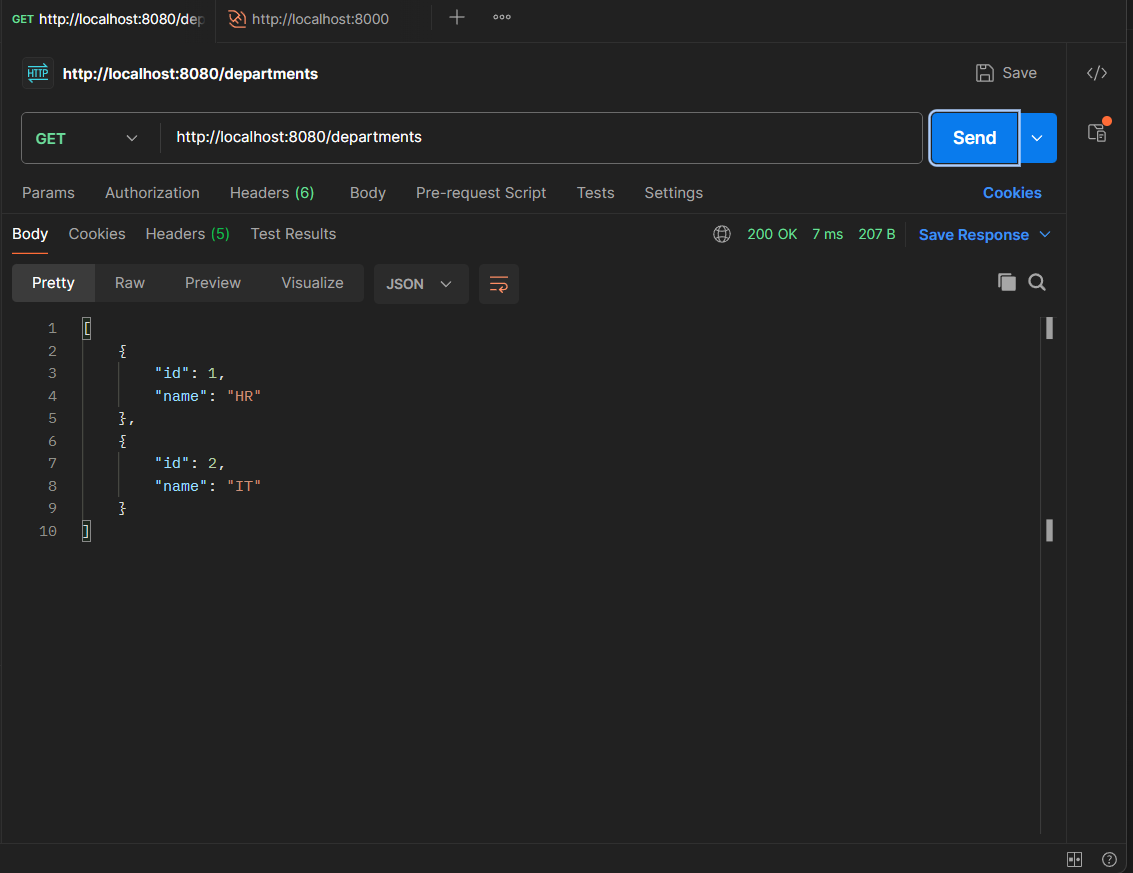 GET http://localhost:8080/dep http://localhost:8000
HTTP http://localhost:8080/departments Save
GET http://localhost:8080/departments Send
Params Authorization Headers (6) Body Pre-request Script Tests Settings Cookies
Body Cookies Headers (5) Test Results 200 OK 7 ms 207 B Save Response
Pretty Raw Preview Visualize JSON
1 [
2 {
3 "id": 1,
4 "name": "HR"
5 },
6 {
7 "id": 2,
8 "name": "IT"
9 }
10 ]